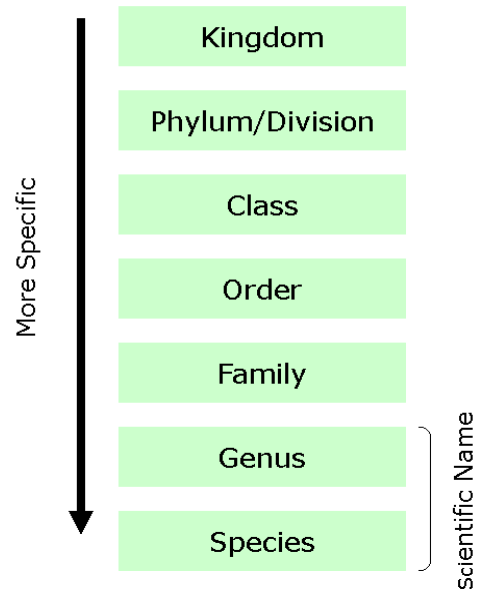 Kingdom
Phylum/Division
Class
Order
Family
Genus
Species
More Specific
Scientific Name